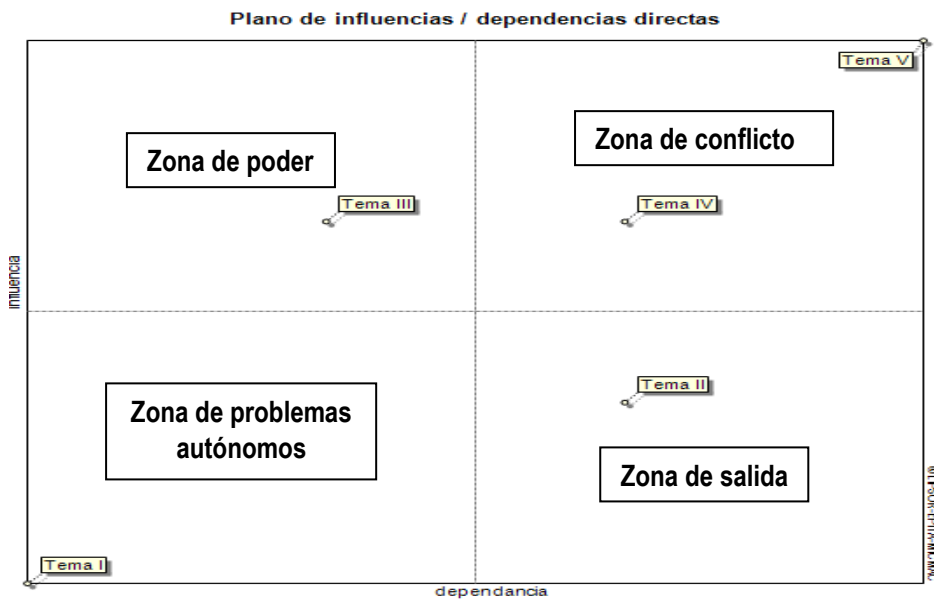 Plano de influencias / dependencias directas
Tema V
Zona de conflicto
Zona de poder
Tema III
Tema IV
influencia
Tema II
Zona de problemas
autónomos
Zona de salida
Tema I
dependancia